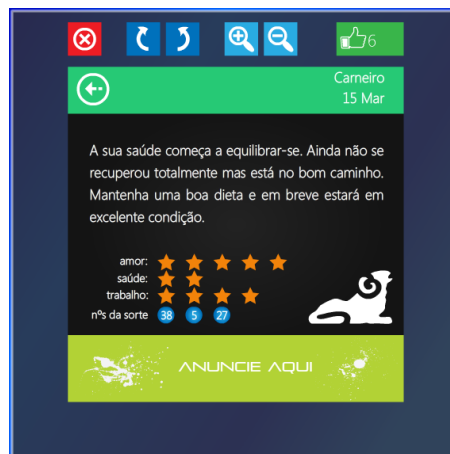 6
Carneiro
15 Mar
A sua saúde começa a equilibrar-se. Ainda não se
recuperou totalmente mas está no bom caminho.
Mantenha uma boa dieta e em breve estará em
excelente condição.
amor:
saúde:
trabalho:
nºs da sorte 38 5 27
ANUNCIE AQUI